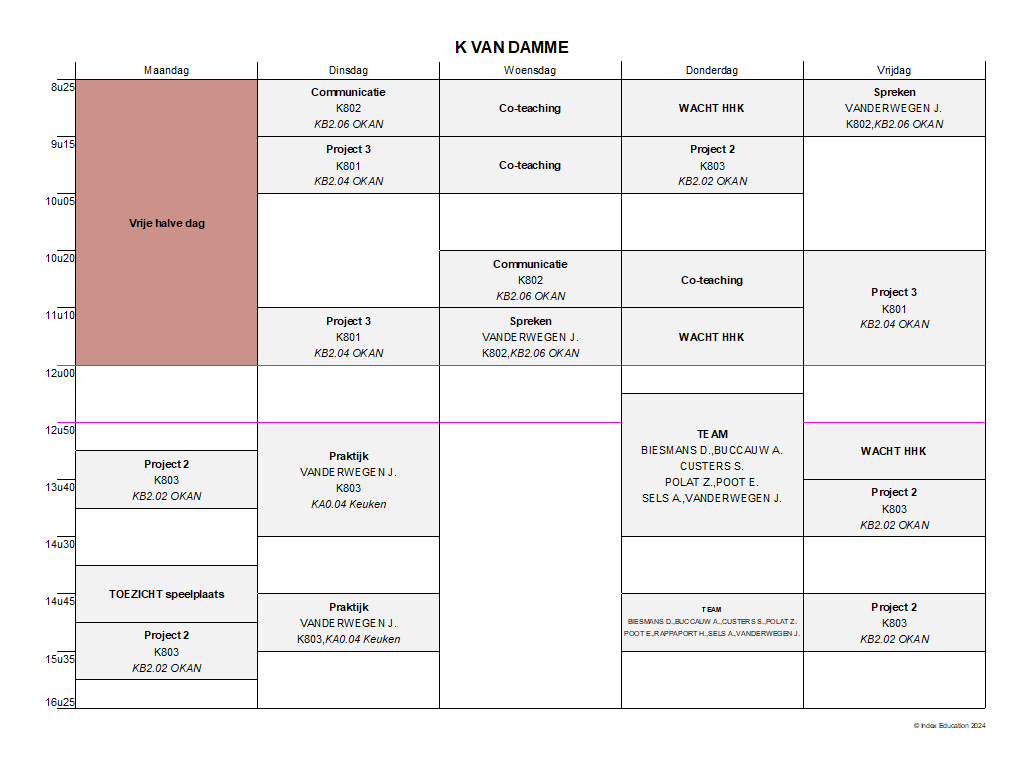 K VAN DAMME
Maandag
Dinsdag
Woensdag
Donderdag
Vrijdag
8u25
9u15
10u05
10u20
11u10
12u00
12u50
13u40
14u30
14u45
15u35
16u25
Vrije halve dag
Project 2
K803
KB2.02 OKAN
TOEZICHT speelplaats
Project 2
K803
KB2.02 OKAN
Communicatie
K802
KB2.06 OKAN
Project 3
K801
KB2.04 OKAN
Project 3
K801
KB2.04 OKAN
Praktijk
VANDERWEGEN J.
K803
KA0.04 Keuken
Praktijk
VANDERWEGEN J.
K803,KA0.04 Keuken
Co-teaching
Co-teaching
Communicatie
K802
KB2.06 OKAN
Spreken
VANDERWEGEN J.
K802,KB2.06 OKAN
WACHT HHK
Project 2
K803
KB2.02 OKAN
Co-teaching
WACHT HHK
TEAM
BIESMANS D.,BUCCAUW A.
CUSTERS S.
POLAT Z.,POOT E.
SELS A.,VANDERWEGEN J.
TEAM
BIESMANS D.,BUCCAUW A.,CUSTERS S.,POLAT Z.
POOT E.,RAPPAPORT H.,SELS A.,VANDERWEGEN J.
Spreken
VANDERWEGEN J.
K802,KB2.06 OKAN
Project 3
K801
KB2.04 OKAN
WACHT HHK
Project 2
K803
KB2.02 OKAN
Project 2
K803
KB2.02 OKAN
© Index Education 2024